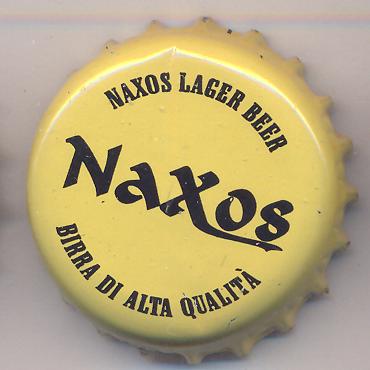 NAXOS LAGER BEER
Naxos
BIRRA DI ALTA QUALITÀ